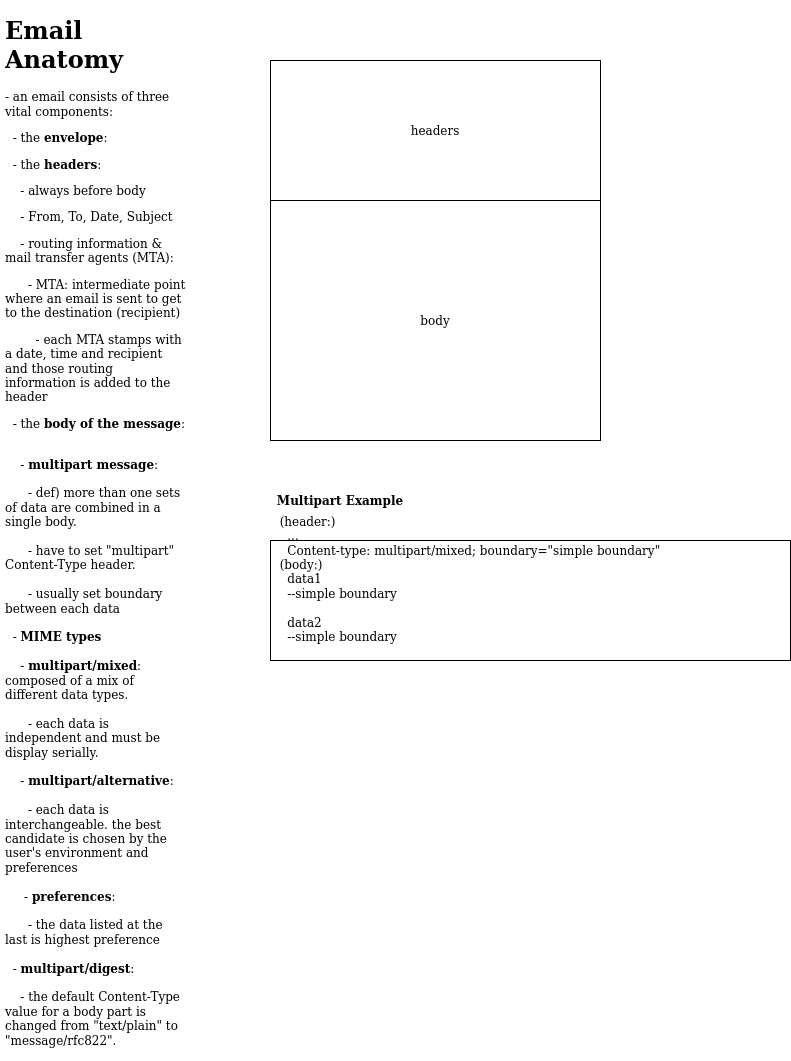 Email
Anatomy
- an email consists of three
vital components:
- the envelope:
- the headers:
- always before body
- From, To, Date, Subject
- routing information &
mail transfer agents (MTA):
- MTA: intermediate point
where an email is sent to get
to the destination (recipient)
- each MTA stamps with
a date, time and recipient
and those routing
information is added to the
header
- the body of the message:
- multipart message:
- def) more than one sets
of data are combined in a
single body.
- have to set "multipart"
Content-Type header.
- usually set boundary
between each data
- MIME types
- multipart/mixed:
composed of a mix of
different data types.
- each data is
independent and must be
display serially.
- multipart/alternative:
- each data is
interchangeable. the best
candidate is chosen by the
user's environment and
preferences
- preferences:
- the data listed at the
last is highest preference
- multipart/digest:
- the default Content-Type
value for a body part is
changed from "text/plain" to
"message/rfc822".
headers
body
Multipart Example
(header:)
...
Content-type: multipart/mixed; boundary="simple boundary"
(body:)
data1
--simple boundary
data2
--simple boundary